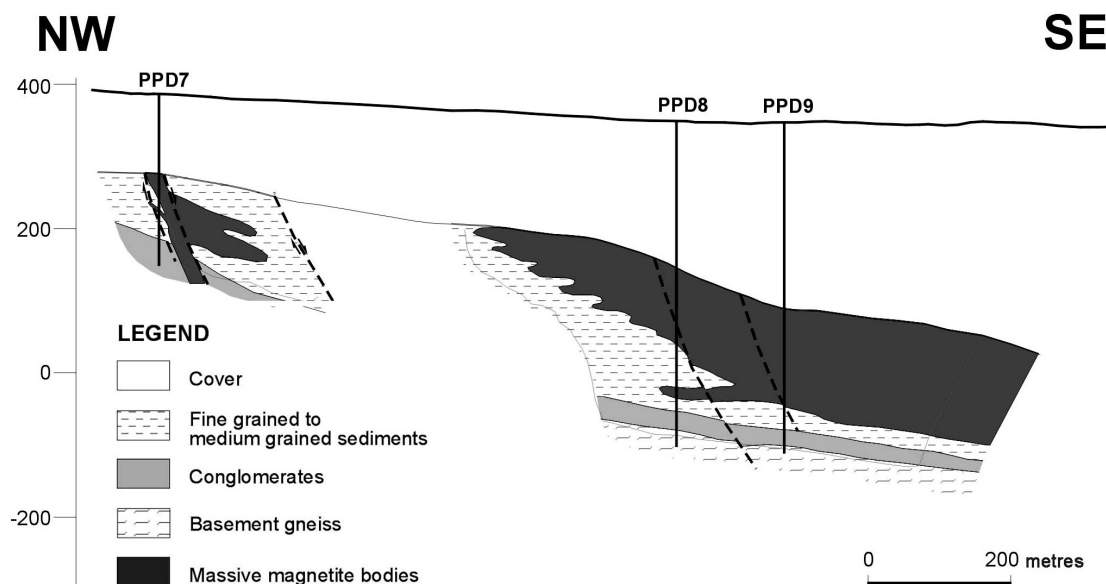 NW
SE
400
PPD7
PPD8
PPD9
200
LEGEND
0
Cover
Fine grained to
medium grained sediments
Conglomerates
-200
Basement gneiss
Massive magnetite bodies
0 200 metres